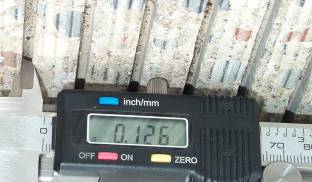 inch/mm
0.126
OFF ON ZERO
70 80